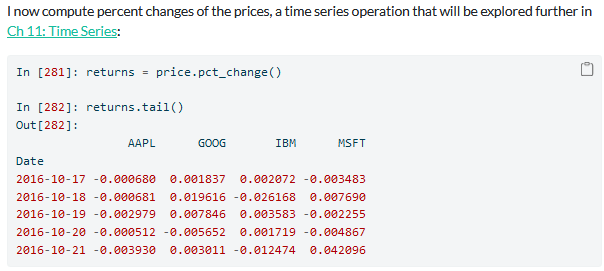 I now compute percent changes of the prices, a time series operation that will be explored further in
Ch 11: Time Series:
In [281]: returns = price.pct_change()
In [282]: returns.tail()
Out[282]:
AAPL GOOG IBM MSFT
Date
2016-10-17 -0.000680 0.001837 0.002072 -0.003483
2016-10-18 -0.000681 0.019616 -0.026168 0.007690
2016-10-19 -0.002979 0.007846 0.003583 -0.002255
2016-10-20 -0.000512 -0.005652 0.001719 -0.004867
2016-10-21 -0.003930 0.003011 -0.012474 0.042096